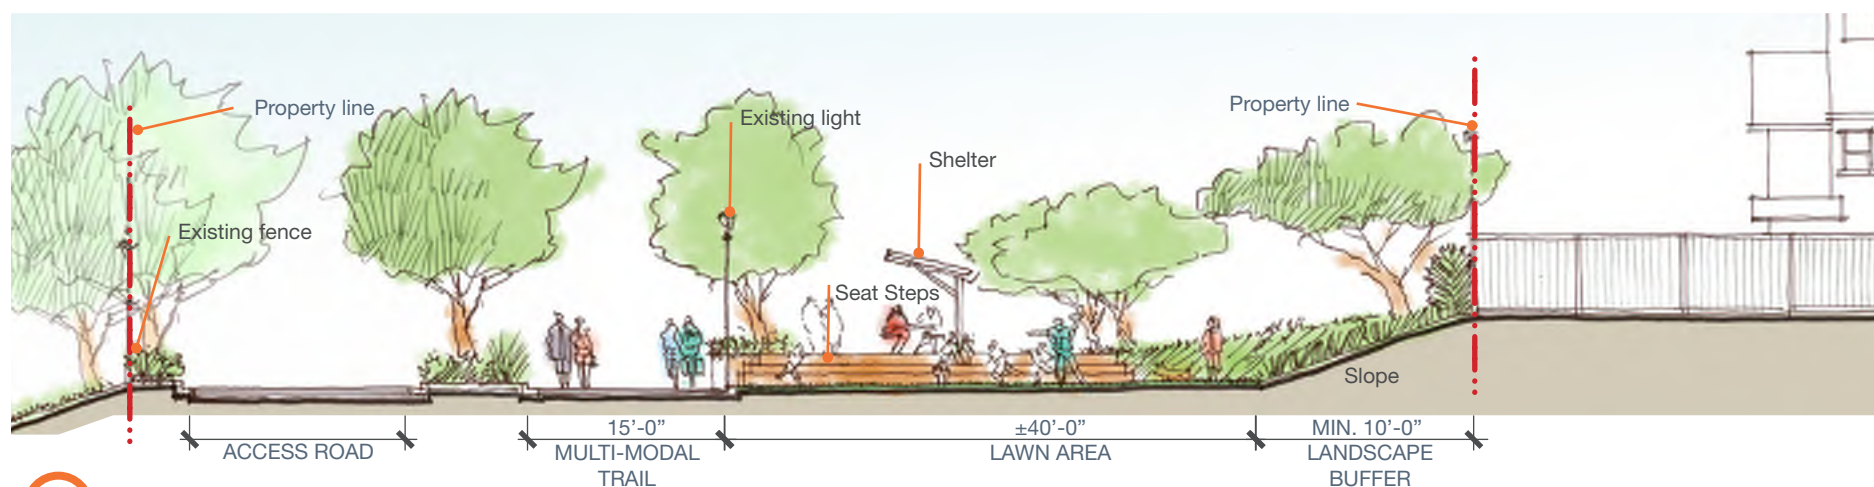 Property line
Existing light
Property line
Shelter
Existing fence
Seat Steps
Slope
15’-0”
±40’-0”
MIN. 10’-0”
ACCESS ROAD
MULTI-MODAL
TRAIL
LAWN AREA
LANDSCAPE
BUFFER